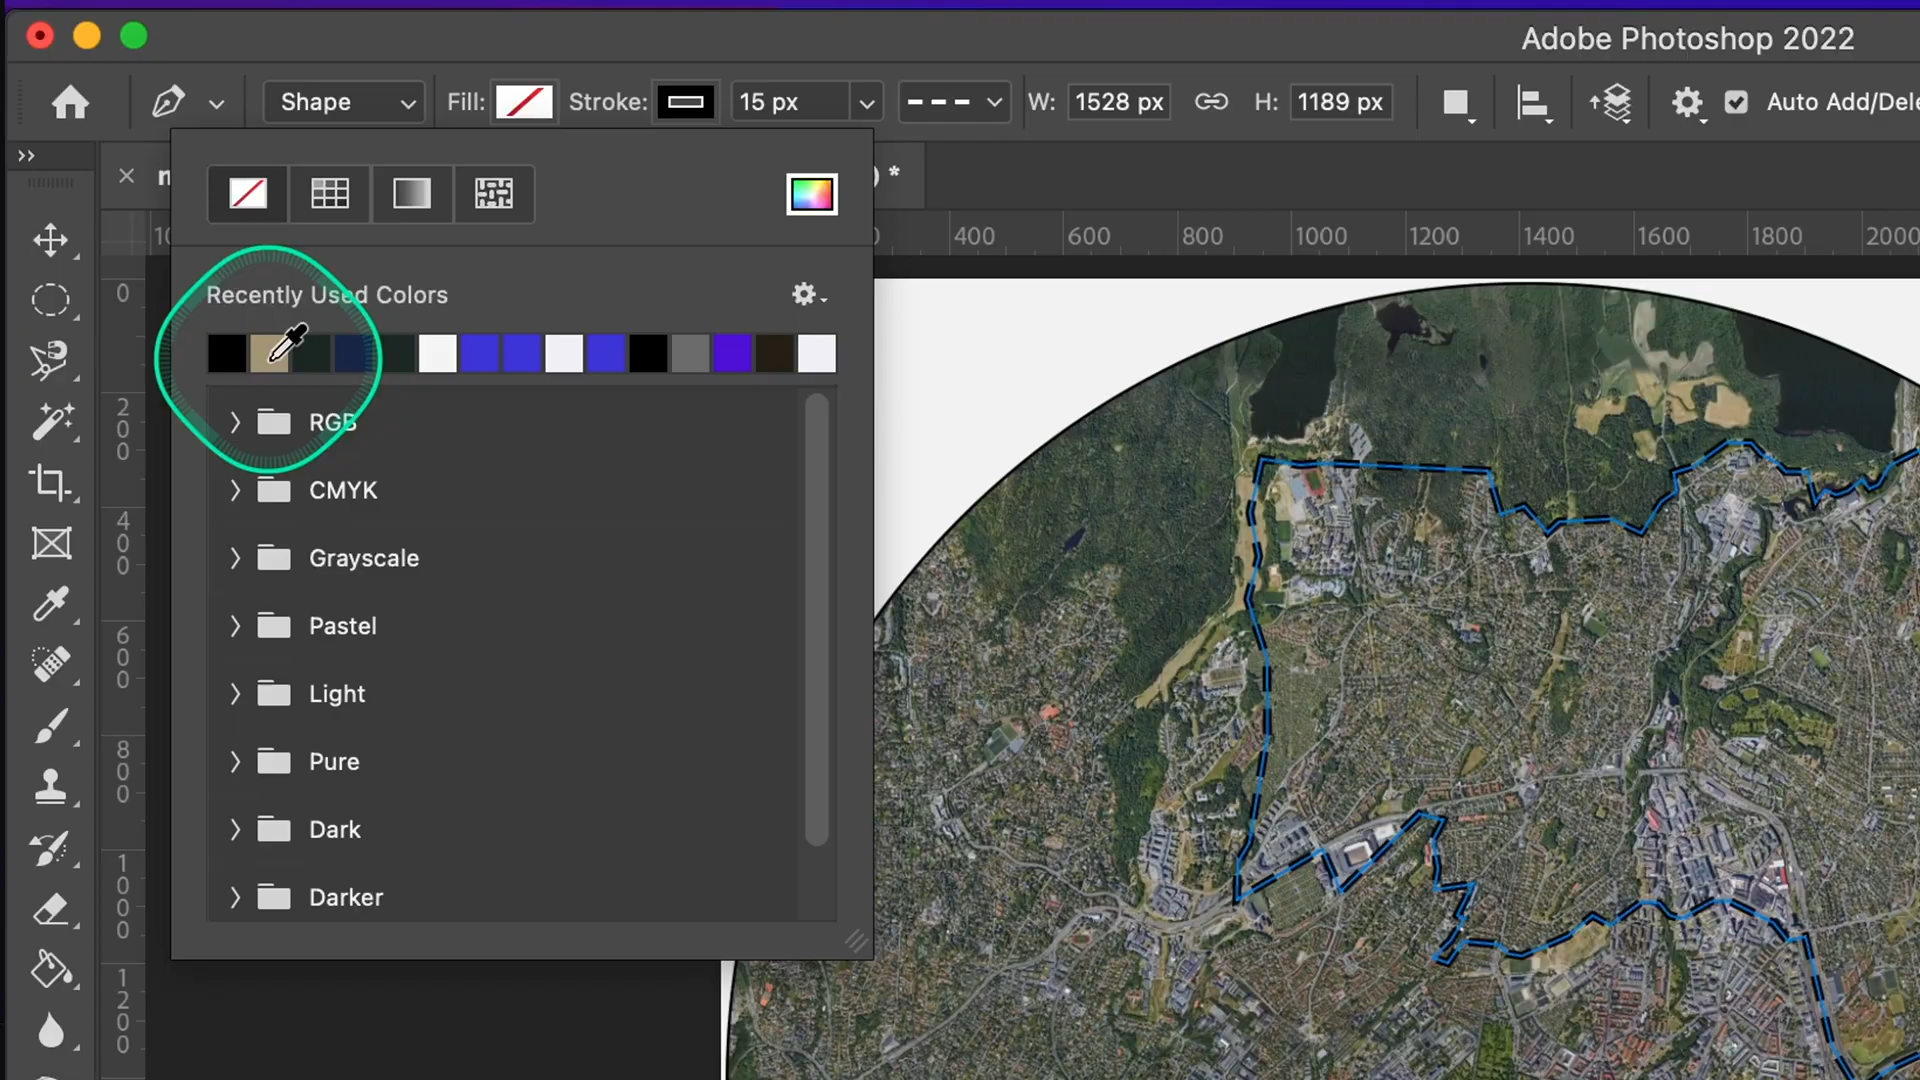 Adobe Photoshop 2022
Shape Fill: Stroke: 15 px W: 1528 px H: 1189 px Auto Add/Dele
*
400 600 800 1000 1200 1400 1600 1800 2000
Recently Used Colors
RGB
CMYK
Grayscale
Pastel
Light
Pure
Dark
Darker
0
200
400
600
800
1000
1200